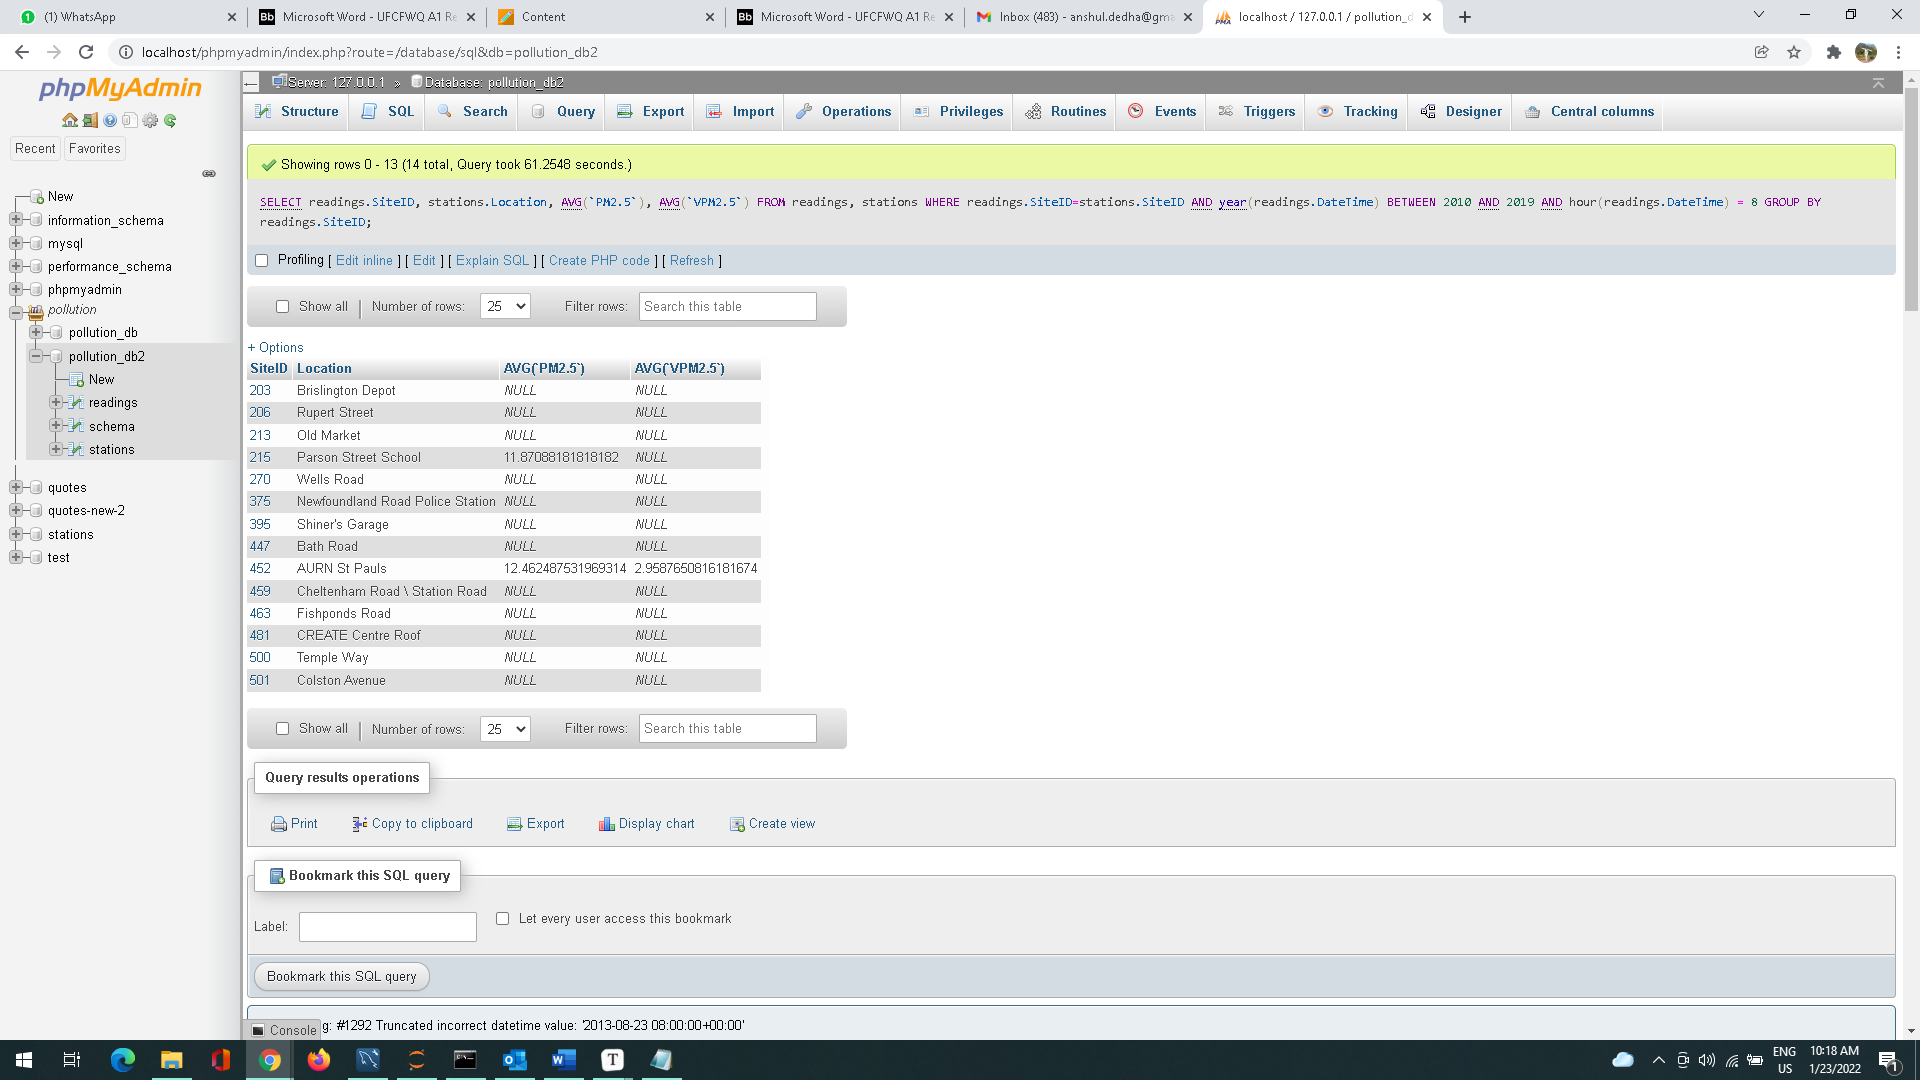 (1) WhatsApp
Microsoft Word - UFCFWQ A1 Re
Content
Microsoft Word - UFCFWQ A1 Re
Inbox (483) - anshul.dedha@gma
localhost / 127.0.0.1 / pollution_d
localhost/phpmyadmin/index.php?route=/database/sql&db=pollution_db2
phpMyAdmin
Recent
Favorites
New
information_schema
mysql
performance_schema
phpmyadmin
pollution
pollution_db
pollution_db2
New
readings
schema
stations
quotes
quotes-new-2
stations
test
Server: 127.0.0.1 » Database: pollution_db2
Structure SQL Search Query Export Import Operations Privileges Routines Events Triggers Tracking Designer Central columns
Showing rows 0 - 13 (14 total, Query took 61.2548 seconds.)
SELECT readings.SiteID, stations.Location, AVG(`PM2.5`), AVG(`VPM2.5`) FROM readings, stations WHERE readings.SiteID=stations.SiteID AND year(readings.DateTime) BETWEEN 2010 AND 2019 AND hour(readings.DateTime) = 8 GROUP BY
readings.SiteID;
Profiling [ Edit inline ] [ Edit ] [ Explain SQL ] [ Create PHP code ] [ Refresh ]
Show all Number of rows: 25 Filter rows: Search this table
+ Options
SiteID Location AVG(`PM2.5`) AVG(`VPM2.5`)
203 Brislington Depot NULL NULL
206 Rupert Street NULL NULL
213 Old Market NULL NULL
215 Parson Street School 11.87088181818182 NULL
270 Wells Road NULL NULL
375 Newfoundland Road Police Station NULL NULL
395 Shiner's Garage NULL NULL
447 Bath Road NULL NULL
452 AURN St Pauls 12.462487531969314 2.9587650816181674
459 Cheltenham Road \ Station Road NULL NULL
463 Fishponds Road NULL NULL
481 CREATE Centre Roof NULL NULL
500 Temple Way NULL NULL
501 Colston Avenue NULL NULL
Show all Number of rows: 25 Filter rows: Search this table
Query results operations
Print Copy to clipboard Export Display chart Create view
Bookmark this SQL query
Label: Let every user access this bookmark
Bookmark this SQL query
Console g: #1292 Truncated incorrect datetime value: '2013-08-23 08:00:00+00:00'
ENG
US
10:18 AM
1/23/2022
1